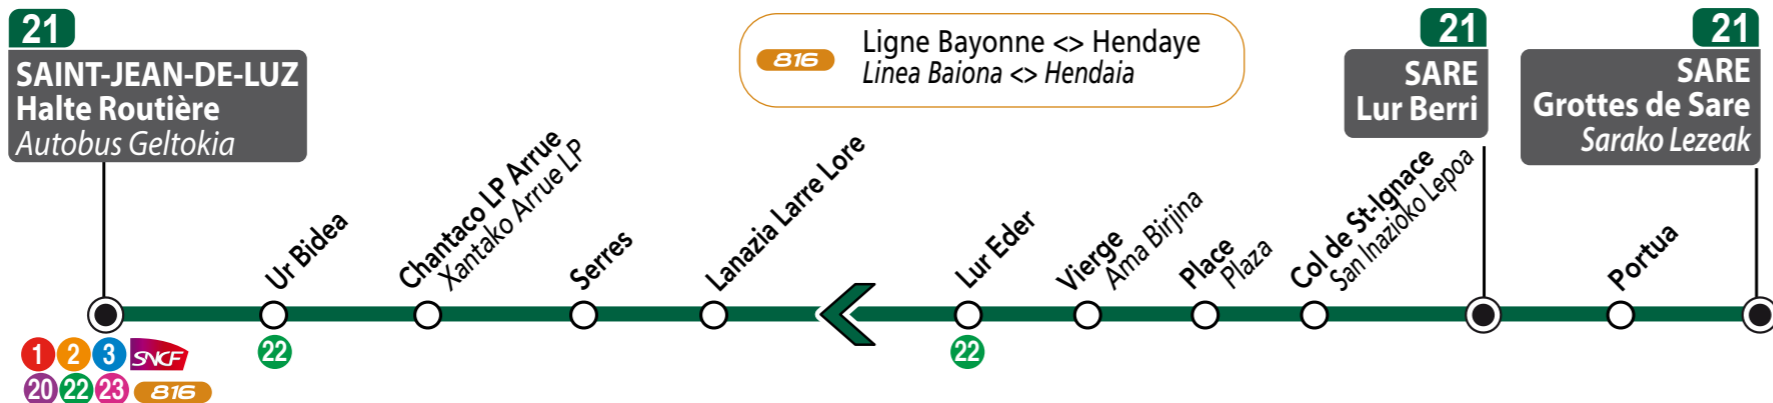 21
SAINT-JEAN-DE-LUZ
Halte Routière
Autobus Geltokia
816
Ligne Bayonne <> Hendaye
Linea Baiona <> Hendaia
21
SARE
Lur Berri
21
SARE
Grottes de Sare
Sarako Lezeak
Ur Bidea
Chantaco LP Arrue
Xantako Arrue LP
Serres
Lanazia Larre Lore
Lur Eder
Vierge
Ama Birijina
Place
Plaza
Col de St-Ignace
San Inazioko Lepoa
Portua
1 2 3 SNCF
20 22 23 816
22
22